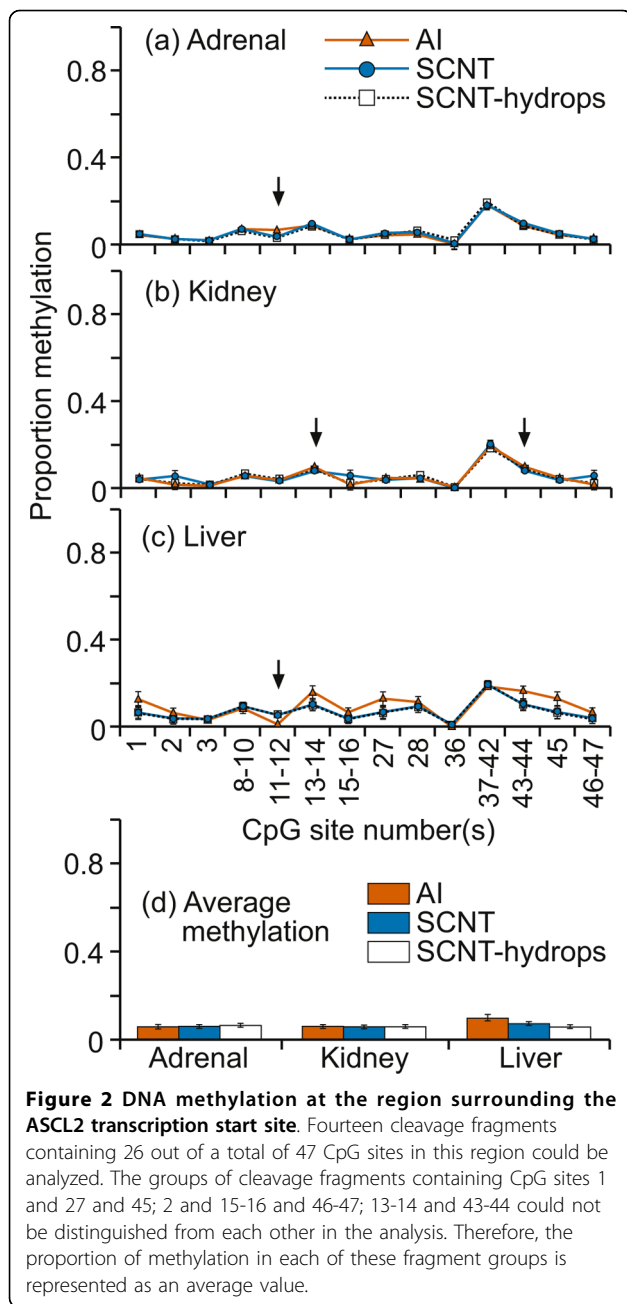 (a) Adrenal
AI
SCNT
SCNT-hydrops
0.8
0.4
0
(b) Kidney
0.8
0.4
0
Proportion methylation
(c) Liver
0.8
0.4
0
1
2
3
8-10
11-12
13-14
15-16
27
28
36
37-42
43-44
45
46-47
CpG site number(s)
(d) Average
methylation
AI
SCNT
SCNT-hydrops
0.8
0.4
0
Adrenal
Kidney
Liver
Figure 2 DNA methylation at the region surrounding the
ASCL2 transcription start site. Fourteen cleavage fragments
containing 26 out of a total of 47 CpG sites in this region could be
analyzed. The groups of cleavage fragments containing CpG sites 1
and 27 and 45; 2 and 15-16 and 46-47; 13-14 and 43-44 could not
be distinguished from each other in the analysis. Therefore, the
proportion of methylation in each of these fragment groups is
represented as an average value.